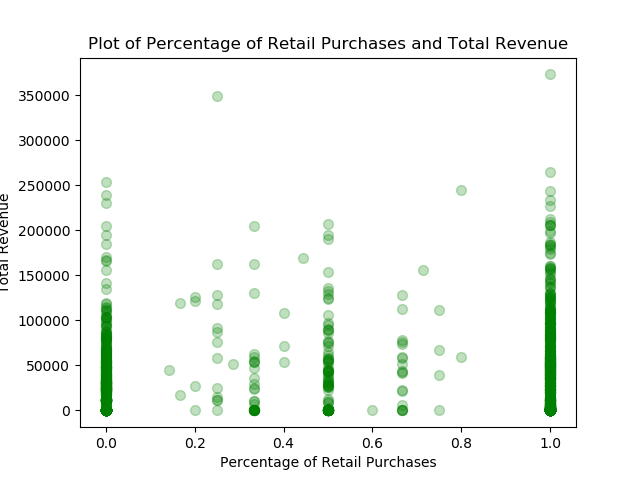 Plot of Percentage of Retail Purchases and Total Revenue
350000
300000
250000
200000
150000
100000
50000
0
Total Revenue
0.0 0.2 0.4 0.6 0.8 1.0
Percentage of Retail Purchases